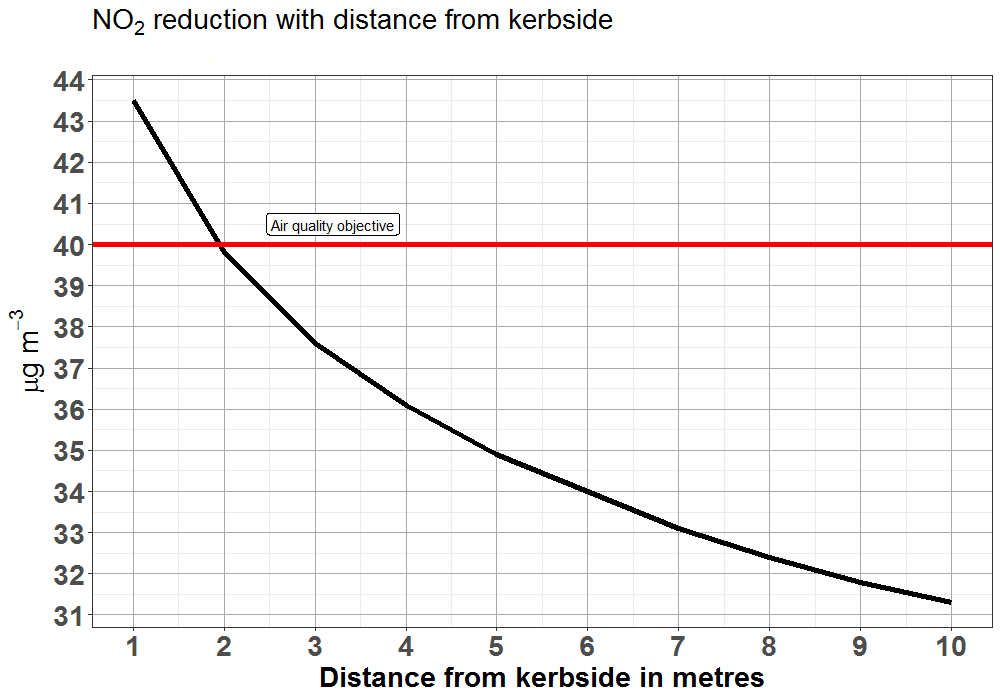 NO₂ reduction with distance from kerbside
44
43
42
41
Air quality objective
40
39
38
37
36
35
34
33
32
31
μg m⁻³
1 2 3 4 5 6 7 8 9 10
Distance from kerbside in metres